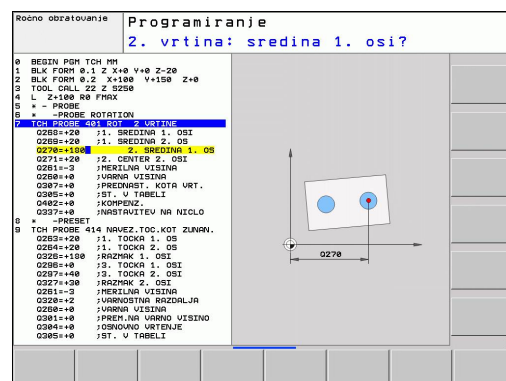 Ročno obratovanje
Programiranje
2. vrtina: sredina 1. osi?
0 BEGIN PGM TCH MM
1 BLK FORM 0.1 Z X+0 Y+0 Z-20
2 BLK FORM 0.2 X+100 Y+150 Z+0
3 TOOL CALL 22 Z S250
4 L Z+100 R0 FMAX
5 * - PROBE
6 * -PROBE ROTATION
7 TCH PROBE 401 ROT 2 VRTINE
Q268=+20 ;1. SREDINA 1. OSI
Q269=+20 ;1. SREDINA 2. OS
Q270=+180 2. SREDINA 1. OS
Q271=+20 ;2. CENTER 2. OSI
Q261=-3 ;MERILNA VISINA
Q260=+0 ;VARNA VISINA
Q307=+0 ;PREDNAST. KOTA VRT.
Q305=+0 ;ST. V TABELI
Q402=+0 ;KOMPENZ.
Q337=+0 ;NASTAVITEV NA NICLO
8 * -PRESET
9 TCH PROBE 414 NAVEZ.TOC.KOT ZUNAN.
Q263=+20 ;1. TOCKA 1. OSI
Q264=+20 ;1. TOCKA 2. OS
Q326=+180 ;RAZMAK 1. OSI
Q296=+0 ;3. TOCKA 1. OSI
Q297=+40 ;3. TOCKA 2. OSI
Q327=+30 ;RAZMAK 2. OSI
Q261=-3 ;MERILNA VISINA
Q320=+2 ;VARNOSTNA RAZDALJA
Q260=+0 ;VARNA VISINA
Q301=+0 ;PREM.NA VARNO VISINO
Q304=+0 ;OSNOVNO VRTENJE
Q305=+0 ;ST. V TABELI
Q270